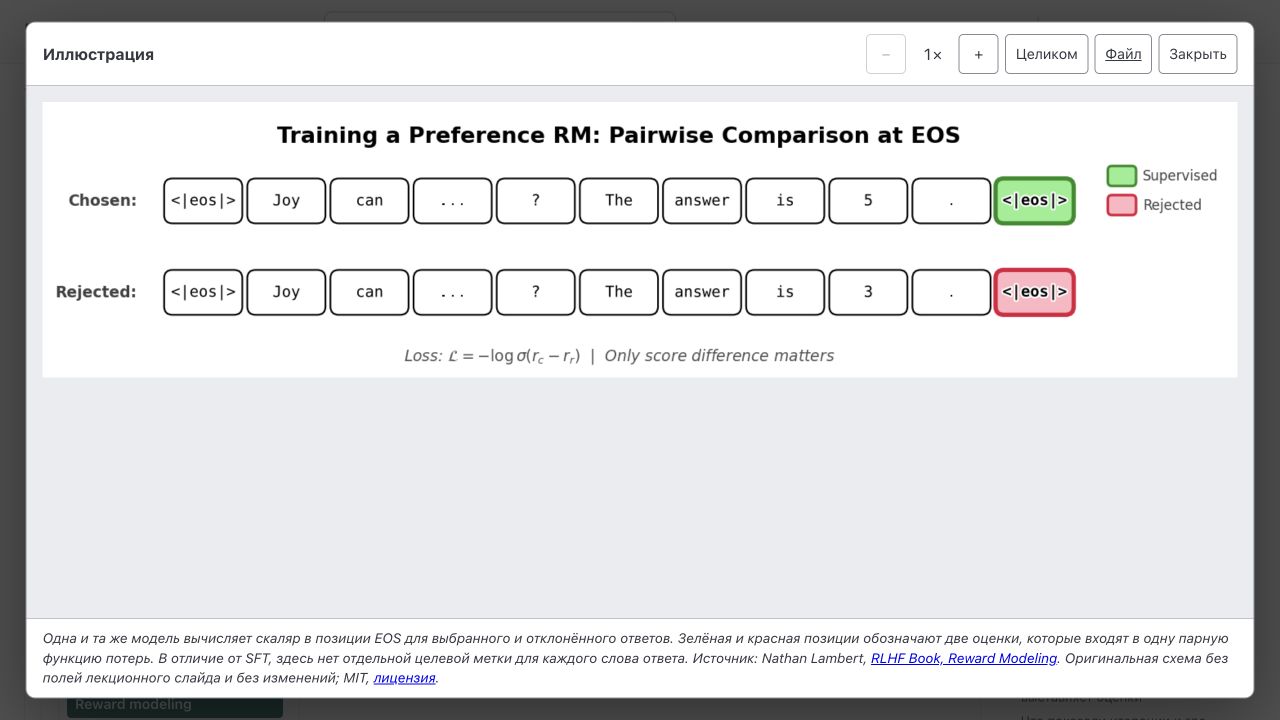 Иллюстрация
− 1× + Целиком Файл Закрыть
Training a Preference RM: Pairwise Comparison at EOS
Supervised
Rejected
Chosen: <|eos|> Joy can ... ? The answer is 5 . <|eos|>
Rejected: <|eos|> Joy can ... ? The answer is 3 . <|eos|>
Loss: ℒ = −log σ(r_c − r_r) | Only score difference matters
Одна и та же модель вычисляет скаляр в позиции EOS для выбранного и отклонённого ответов. Зелёная и красная позиции обозначают две оценки, которые входят в одну парную
функцию потерь. В отличие от SFT, здесь нет отдельной целевой метки для каждого слова ответа. Источник: Nathan Lambert, RLHF Book, Reward Modeling. Оригинальная схема без
полей лекционного слайда и без изменений; MIT, лицензия.
Reward modeling